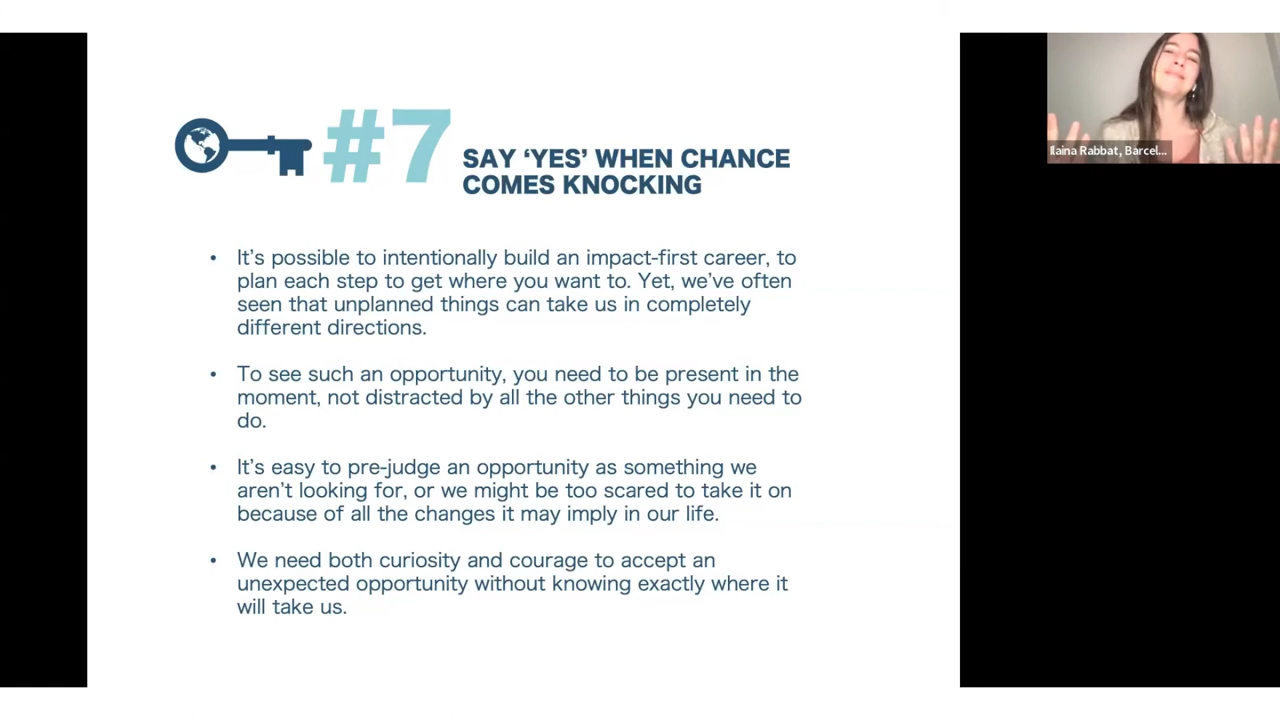 #7
SAY ‘YES’ WHEN CHANCE
COMES KNOCKING
• It’s possible to intentionally build an impact-first career, to
plan each step to get where you want to. Yet, we’ve often
seen that unplanned things can take us in completely
different directions.
• To see such an opportunity, you need to be present in the
moment, not distracted by all the other things you need to
do.
• It’s easy to pre-judge an opportunity as something we
aren’t looking for, or we might be too scared to take it on
because of all the changes it may imply in our life.
• We need both curiosity and courage to accept an
unexpected opportunity without knowing exactly where it
will take us.
Ilaina Rabbat, Barcel...